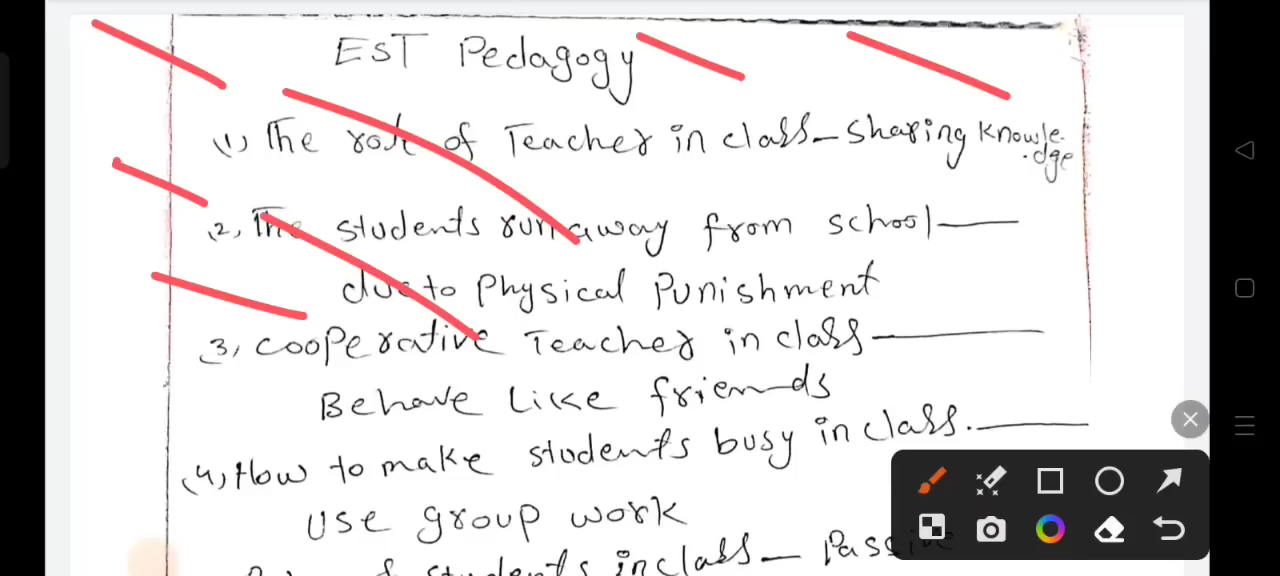 EST Pedagogy
(1) The role of Teacher in class - sharing Knowle-
dge
(2) The students run away from school ——
due to Physical Punishment
(3) Cooperative Teacher in class ———
Behave Like friends
(4) How to make students busy in class. ———
Use group work
of students in class — Passive